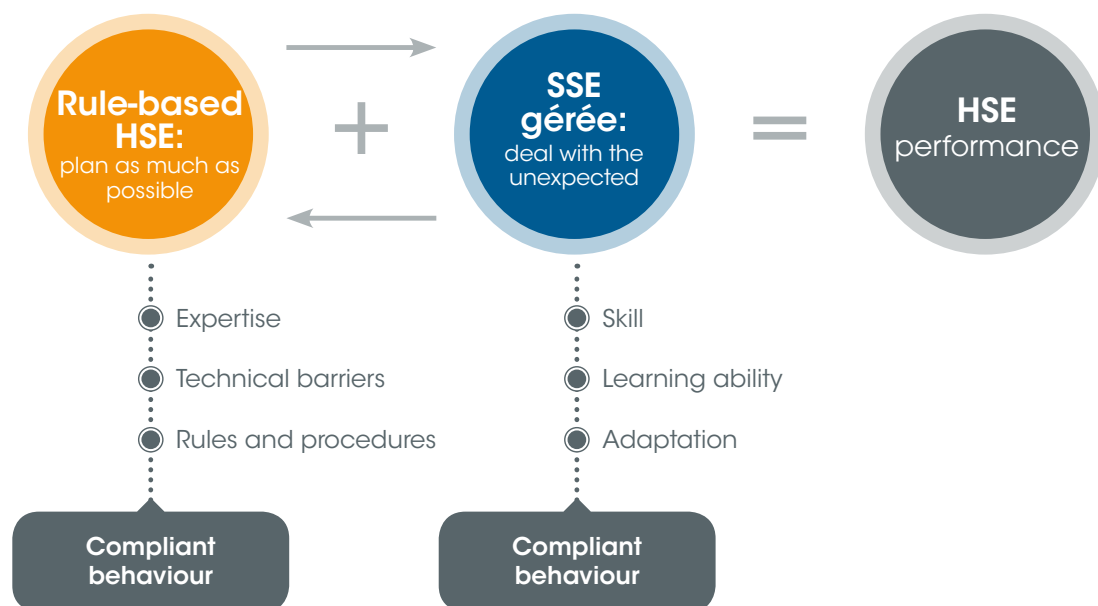 Rule-based
HSE:
plan as much as
possible
+
SSE
gérée:
deal with the
unexpected
=
HSE
performance
Expertise
Technical barriers
Rules and procedures
Compliant
behaviour
Skill
Learning ability
Adaptation
Compliant
behaviour